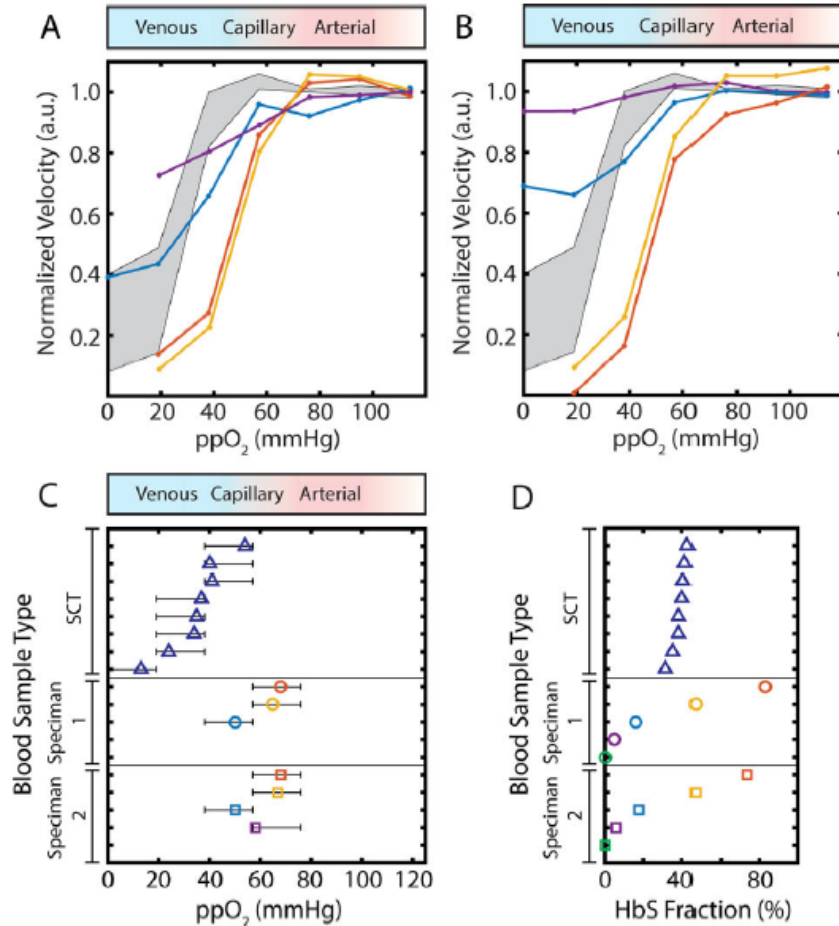 A
Venous Capillary Arterial
Normalized Velocity (a.u.)
1.0
0.8
0.6
0.4
0.2
0 20 40 60 80 100
ppO2 (mmHg)
B
Venous Capillary Arterial
Normalized Velocity (a.u.)
1.0
0.8
0.6
0.4
0.2
0 20 40 60 80 100
ppO2 (mmHg)
C
Venous Capillary Arterial
Blood Sample Type
SCT
Speciman 1
Speciman 2
0 20 40 60 80 100 120
ppO2 (mmHg)
D
Blood Sample Type
SCT
Speciman 1
Speciman 2
0 40 80
HbS Fraction (%)